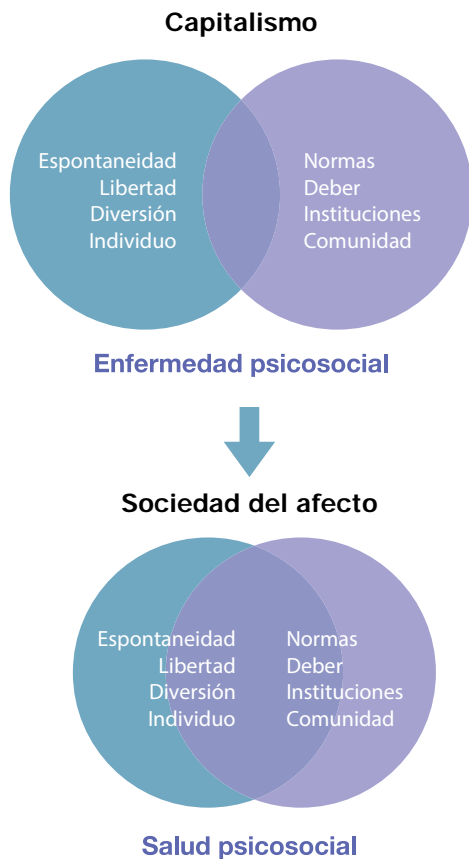 Capitalismo
Espontaneidad
Libertad
Diversión
Individuo
Normas
Deber
Instituciones
Comunidad
Enfermedad psicosocial
Sociedad del afecto
Espontaneidad
Libertad
Diversión
Individuo
Normas
Deber
Instituciones
Comunidad
Salud psicosocial